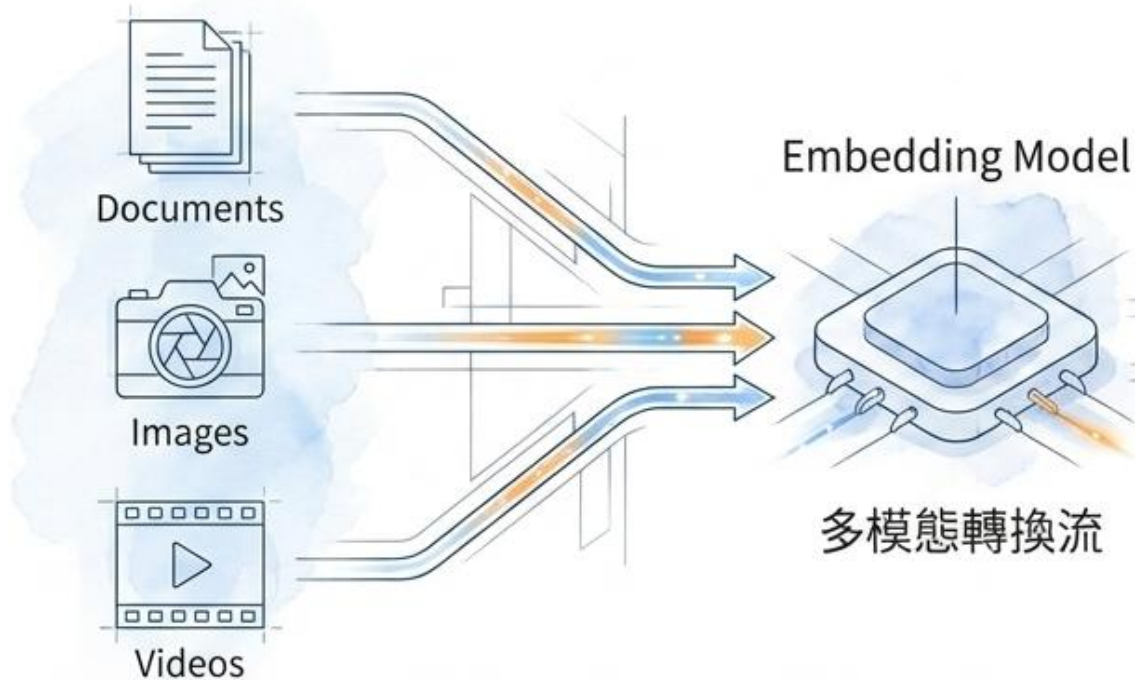 Documents
Images
Videos
Embedding Model
多模態轉換流